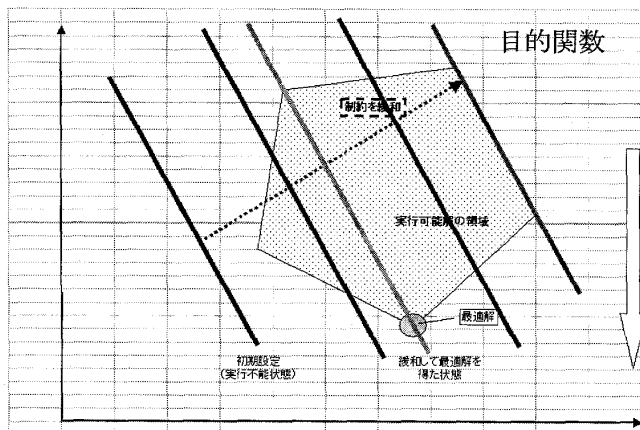 目的関数
制約を緩和
実行可能解の領域
最適解
初期設定
(実行不能状態)
緩和して最適解を
得た状態